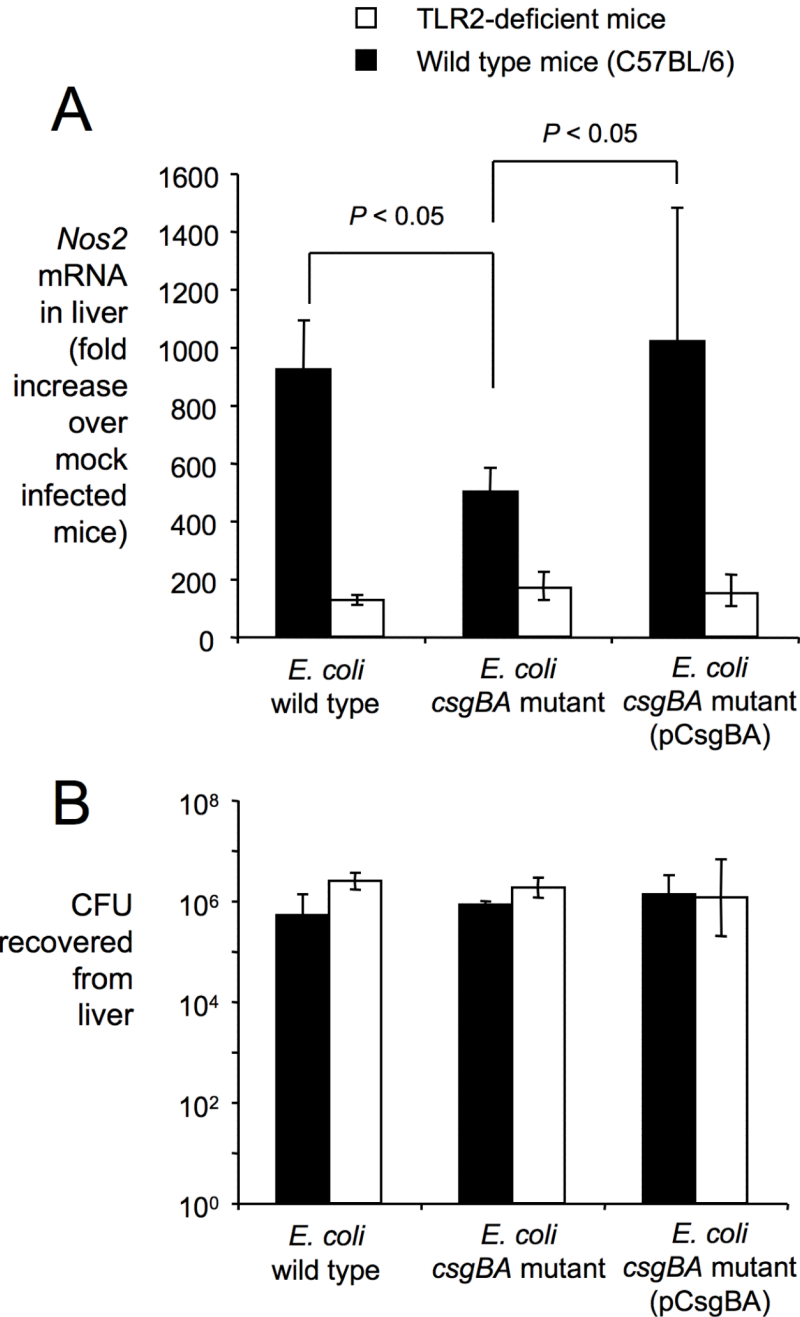 TLR2-deficient mice
Wild type mice (C57BL/6)
A
P < 0.05
P < 0.05
Nos2
mRNA
in liver
(fold
increase
over
mock
infected
mice)
1600
1400
1200
1000
800
600
400
200
0
E. coli
wild type
E. coli
csgBA mutant
E. coli
csgBA mutant
(pCsgBA)
B
CFU
recovered
from
liver
10⁸
10⁶
10⁴
10²
10⁰
E. coli
wild type
E. coli
csgBA mutant
E. coli
csgBA mutant
(pCsgBA)